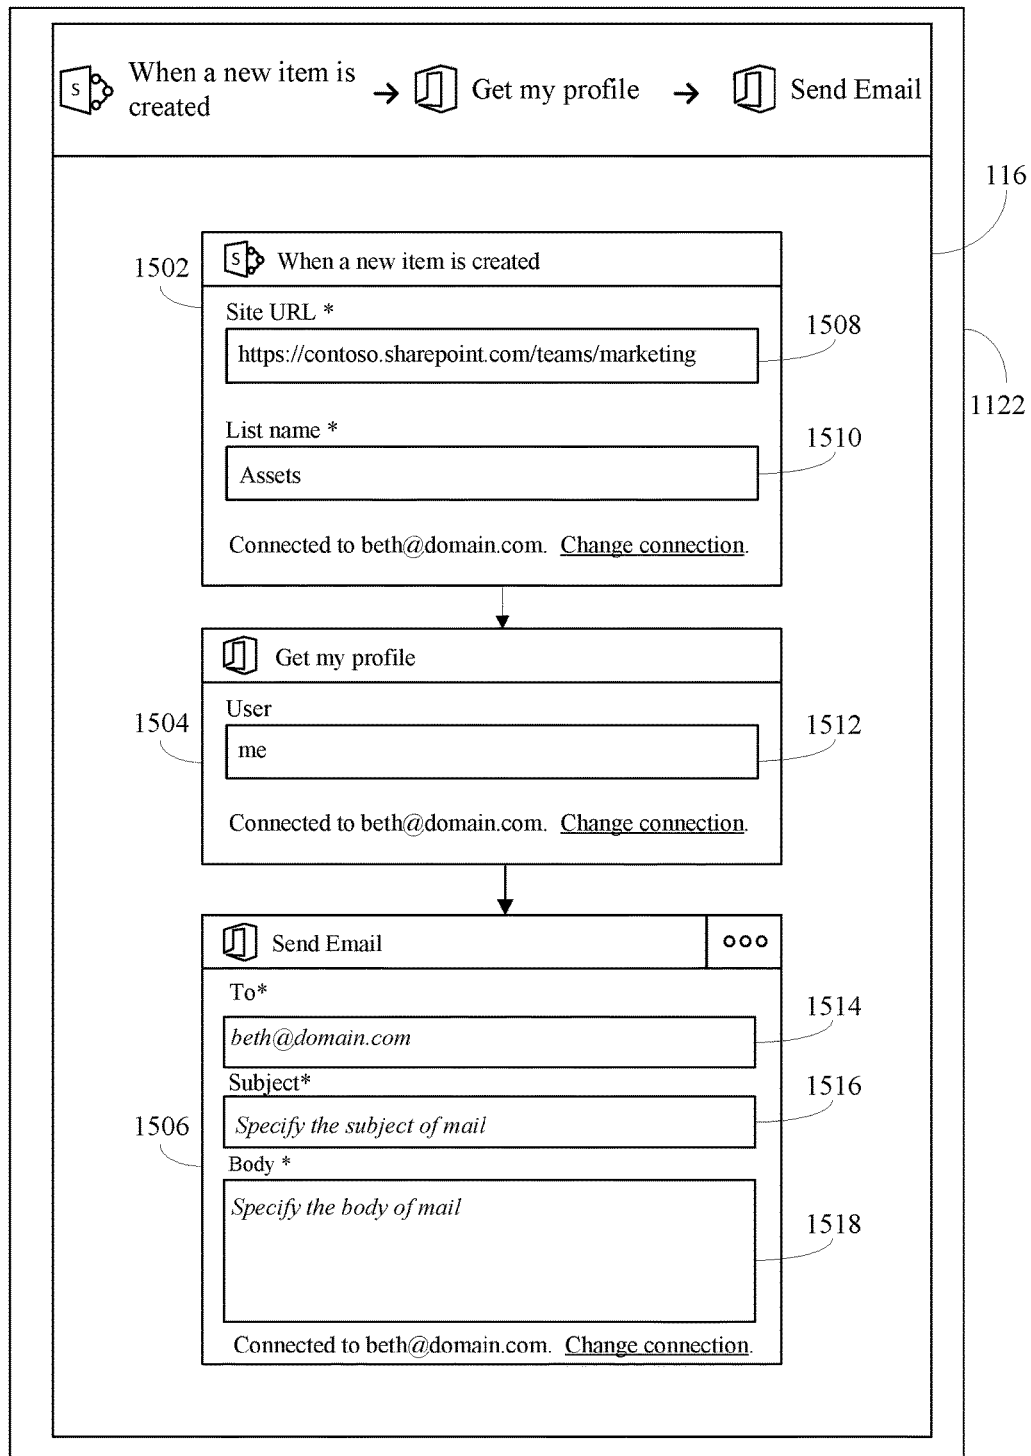 When a new item is
created
→
Get my profile
→
Send Email
116
1502
S
When a new item is created
Site URL *
1508
https://contoso.sharepoint.com/teams/marketing
1122
List name *
1510
Assets
Connected to beth@domain.com. Change connection.
Get my profile
1504
User
1512
me
Connected to beth@domain.com. Change connection.
Send Email
ooo
To*
1514
beth@domain.com
Subject*
1516
1506
Specify the subject of mail
Body *
Specify the body of mail
1518
Connected to beth@domain.com. Change connection.